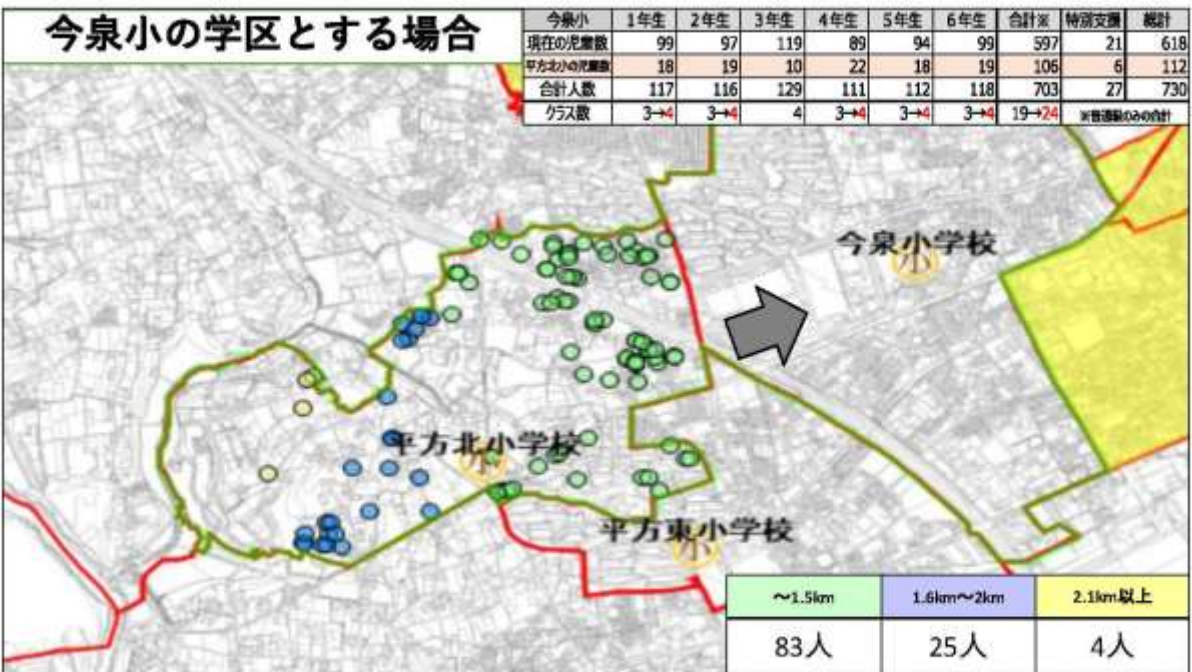 今泉小の学区とする場合
今泉小 1年生 2年生 3年生 4年生 5年生 6年生 合計※ 特別支援 総計
現在の児童数 99 97 119 89 94 99 597 21 618
平方北小の児童数 18 19 10 22 18 19 106 6 112
合計人数 117 116 129 111 112 118 703 27 730
クラス数 3→4 3→4 4 3→4 3→4 3→4 19→24 ※普通級のみの合計
今泉小学校
小
平方北小学校
小
平方東小学校
小
～1.5km 1.6km～2km 2.1km以上
83人 25人 4人